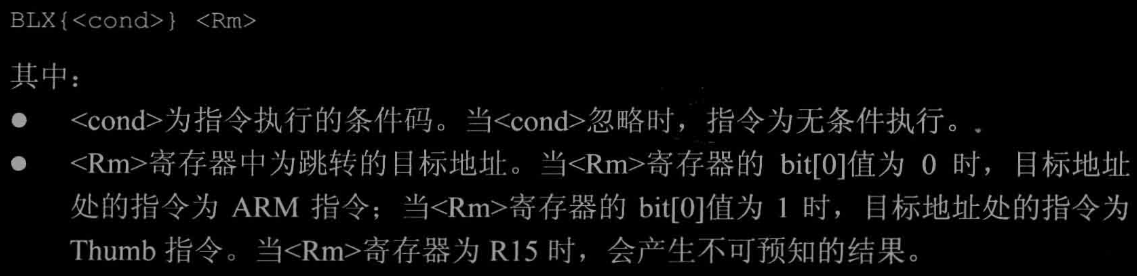 BLX{<cond>} <Rm>
其中：
● <cond>为指令执行的条件码。当<cond>忽略时，指令为无条件执行。
● <Rm>寄存器中为跳转的目标地址。当<Rm>寄存器的 bit[0]值为 0 时，目标地址
处的指令为 ARM 指令；当<Rm>寄存器的 bit[0]值为 1 时，目标地址处的指令为
Thumb 指令。当<Rm>寄存器为 R15 时，会产生不可预知的结果。